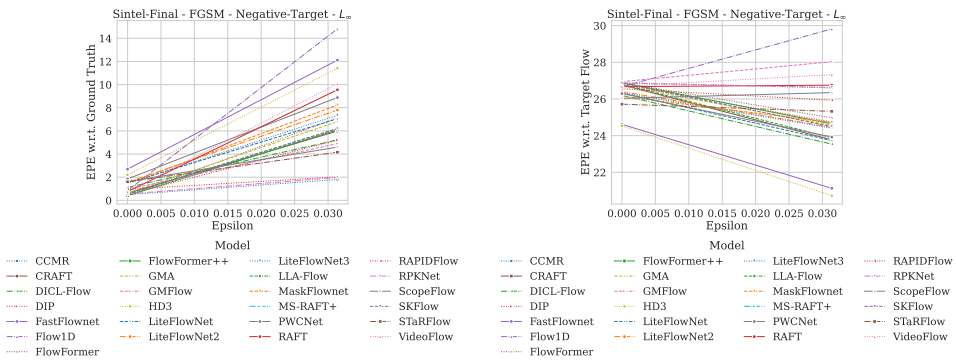 Sintel-Final - FGSM - Negative-Target - L∞
EPE w.r.t. Ground Truth
14
12
10
8
6
4
2
0
0.000 0.005 0.010 0.015 0.020 0.025 0.030
Epsilon
Model
CCMR FlowFormer++ LiteFlowNet3 RAPIDFlow
CRAFT GMA LLA-Flow RPKNet
DICL-Flow GMFlow MaskFlownet ScopeFlow
DIP HD3 MS-RAFT+ SKFlow
FastFlownet LiteFlowNet PWCNet STaRFlow
Flow1D LiteFlowNet2 RAFT VideoFlow
FlowFormer
Sintel-Final - FGSM - Negative-Target - L∞
EPE w.r.t. Target Flow
30
28
26
24
22
0.000 0.005 0.010 0.015 0.020 0.025 0.030
Epsilon
Model
CCMR FlowFormer++ LiteFlowNet3 RAPIDFlow
CRAFT GMA LLA-Flow RPKNet
DICL-Flow GMFlow MaskFlownet ScopeFlow
DIP HD3 MS-RAFT+ SKFlow
FastFlownet LiteFlowNet PWCNet STaRFlow
Flow1D LiteFlowNet2 RAFT VideoFlow
FlowFormer